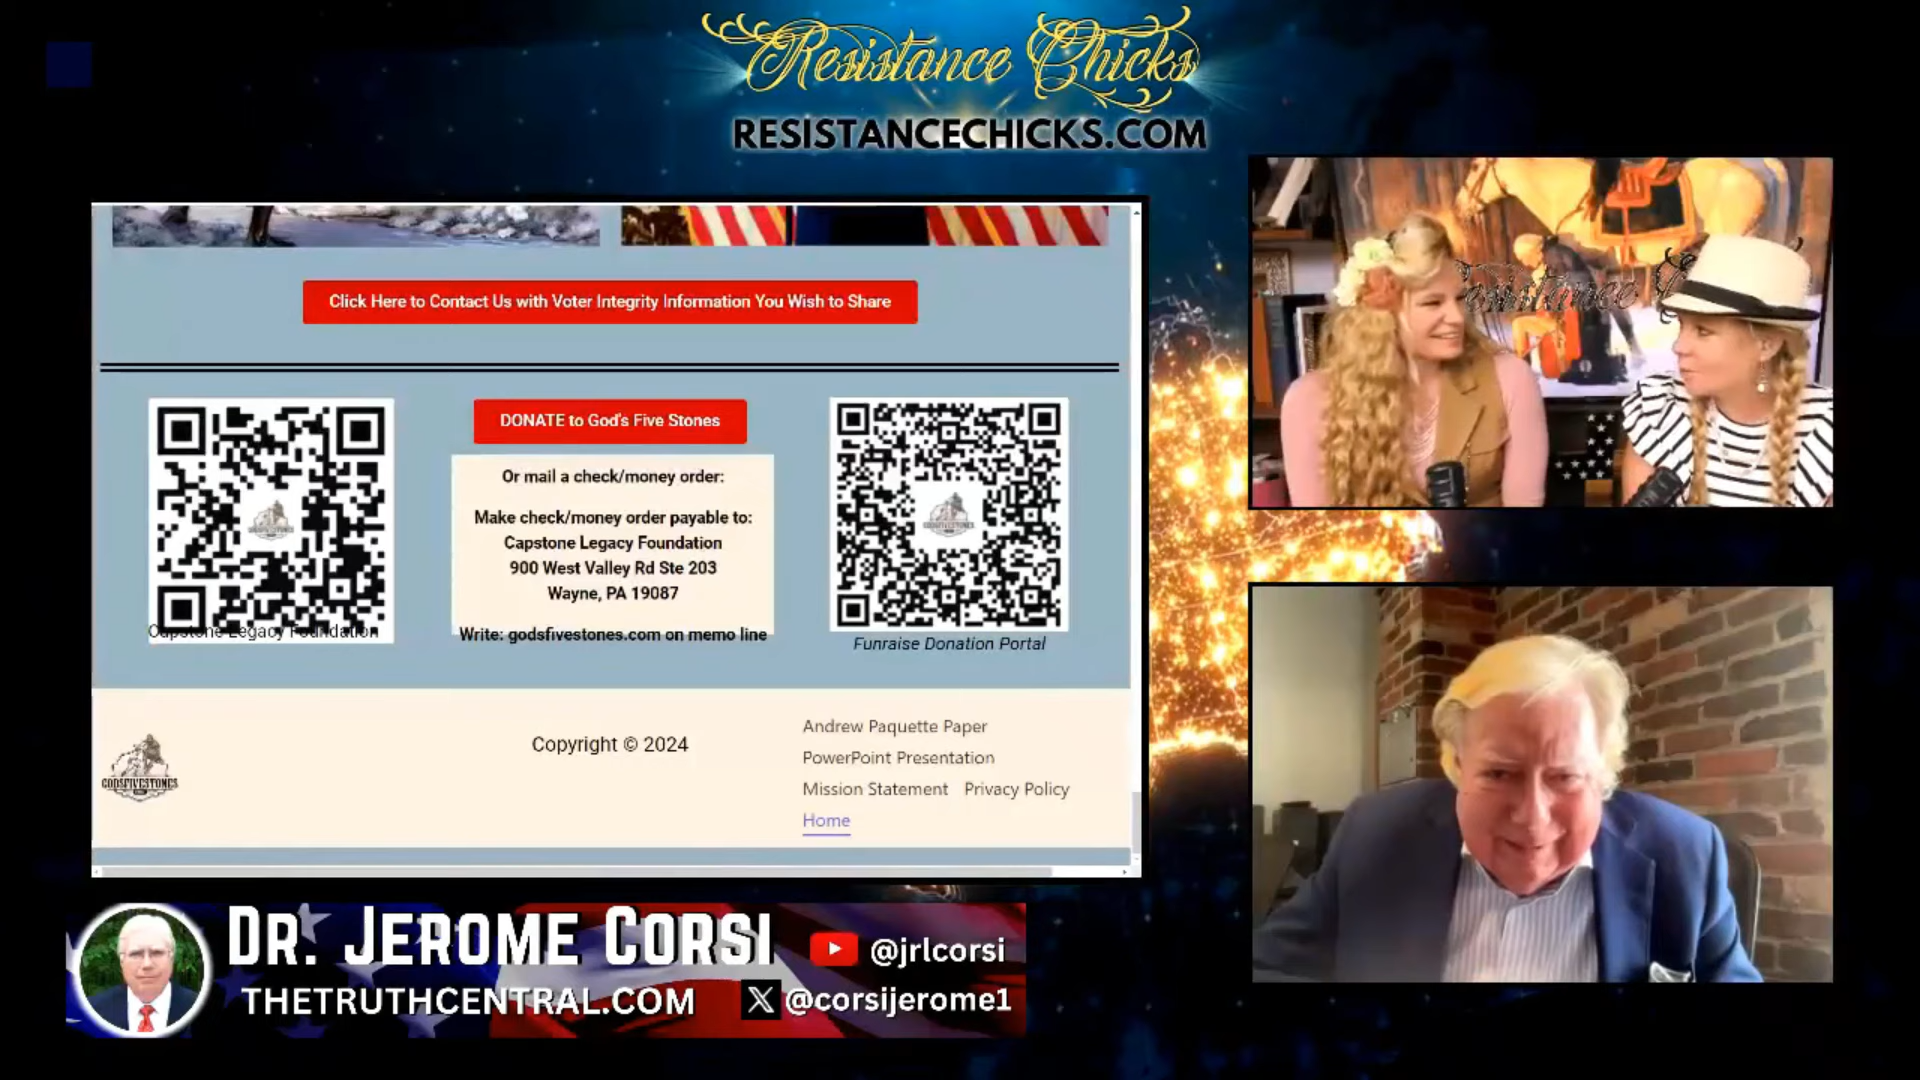 Resistance Chicks
RESISTANCECHICKS.COM
Click Here to Contact Us with Voter Integrity Information You Wish to Share
DONATE to God's Five Stones
Or mail a check/money order:
Make check/money order payable to:
Capstone Legacy Foundation
900 West Valley Rd Ste 203
Wayne, PA 19087
Write: godsfivestones.com on memo line
Capstone Legacy Foundation
GODSFIVESTONES
GODSFIVESTONES
Funraise Donation Portal
GODSFIVESTONES
Copyright © 2024
Andrew Paquette Paper
PowerPoint Presentation
Mission Statement Privacy Policy
Home
DR. JEROME CORSI
@jrlcorsi
THETRUTHCENTRAL.COM
X @corsijerome1